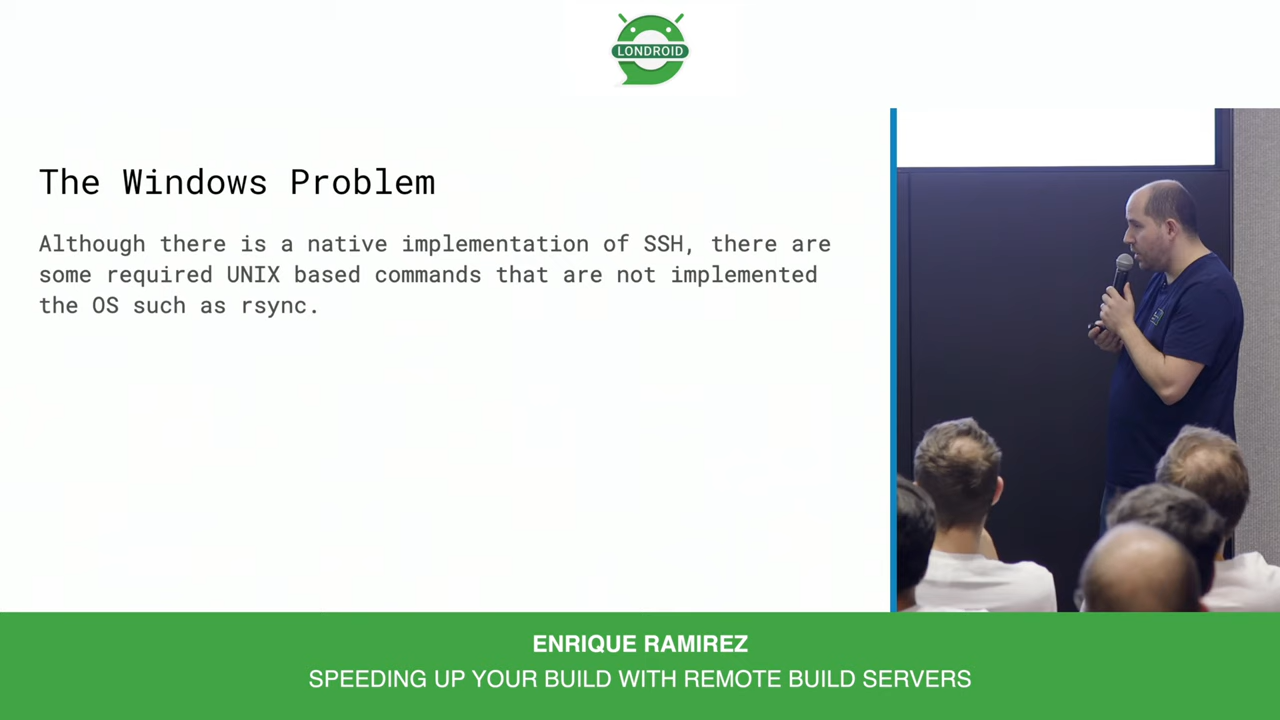 LONDROID
The Windows Problem
Although there is a native implementation of SSH, there are
some required UNIX based commands that are not implemented
the OS such as rsync.
ENRIQUE RAMIREZ
SPEEDING UP YOUR BUILD WITH REMOTE BUILD SERVERS